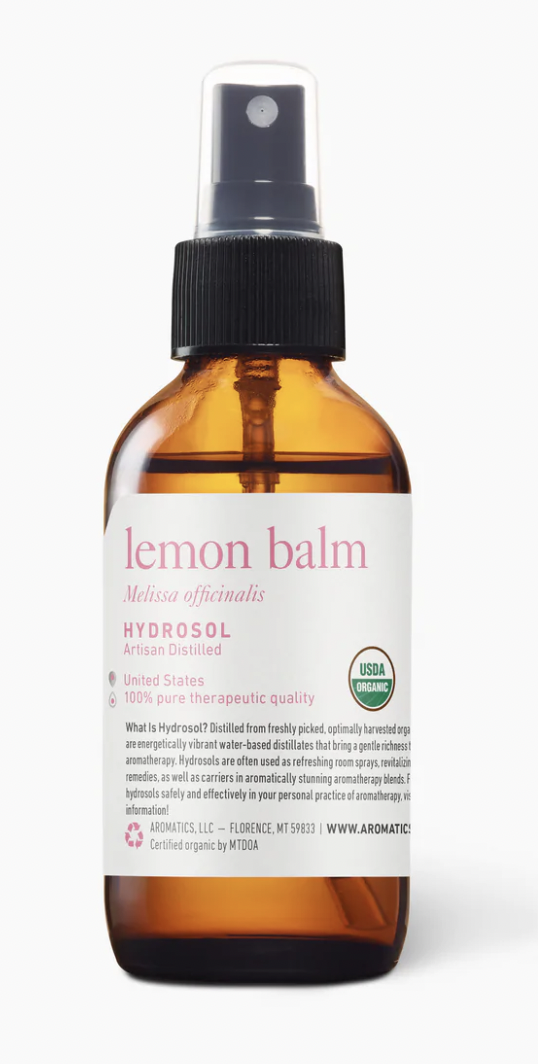 lemon balm
Melissa officinalis
HYDROSOL
Artisan Distilled
United States
100% pure therapeutic quality
USDA
ORGANIC
What Is Hydrosol? Distilled from freshly picked, optimally harvested orga
are energetically vibrant water-based distillates that bring a gentle richness t
aromatherapy. Hydrosols are often used as refreshing room sprays, revitalizin
remedies, as well as carriers in aromatically stunning aromatherapy blends. F
hydrosols safely and effectively in your personal practice of aromatherapy, vis
information!
AROMATICS, LLC — FLORENCE, MT 59833 | WWW.AROMATICS
Certified organic by MTDOA